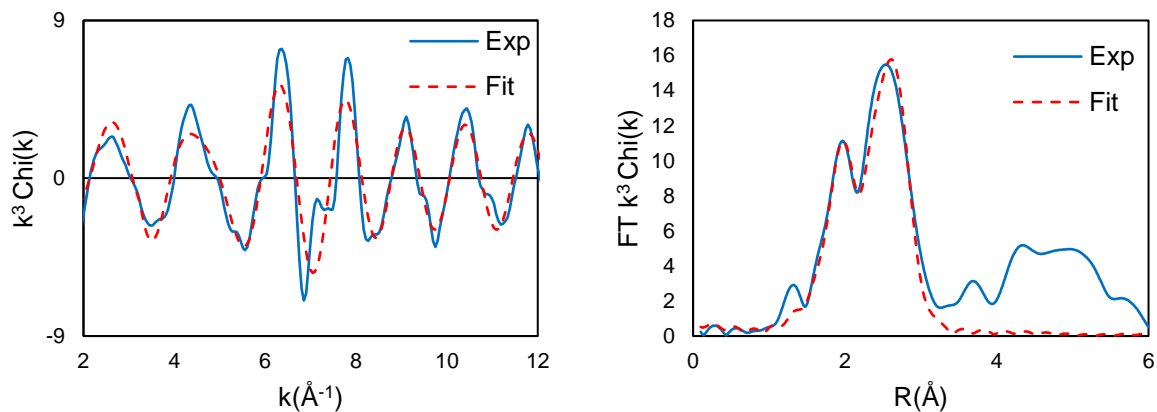 9
0
-9
k³ Chi(k)
Exp
Fit
2 4 6 8 10 12
k(Å⁻¹)
18
16
14
12
10
8
6
4
2
0
FT k³ Chi(k)
Exp
Fit
0 2 4 6
R(Å)